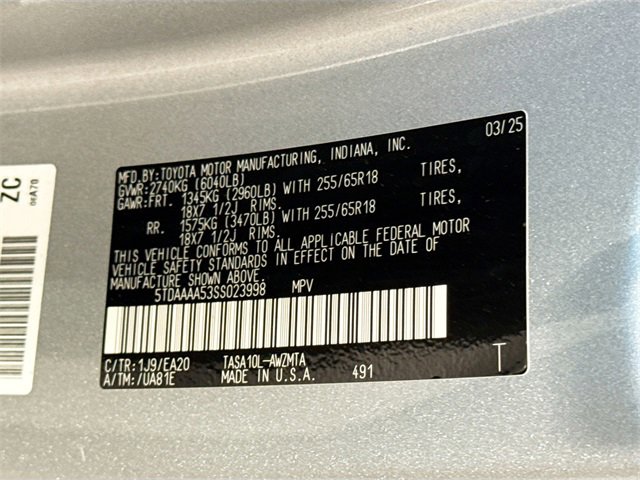 03/25
MFD.BY:TOYOTA MOTOR MANUFACTURING, INDIANA, INC.
GVWR:2740KG (6040LB)
GAWR:FRT. 1345KG (2960LB) WITH 255/65R18 TIRES,
18X7 1/2J RIMS.
RR. 1575KG (3470LB) WITH 255/65R18 TIRES,
18X7 1/2J RIMS.
THIS VEHICLE CONFORMS TO ALL APPLICABLE FEDERAL MOTOR
VEHICLE SAFETY STANDARDS IN EFFECT ON THE DATE OF
MANUFACTURE SHOWN ABOVE.
5TDAAAA53SS023998 MPV
C/TR:1J9/EA20 TASA10L-AWZMTA
A/TM:/UA81E MADE IN U.S.A. 491 T
ZC
0EA70